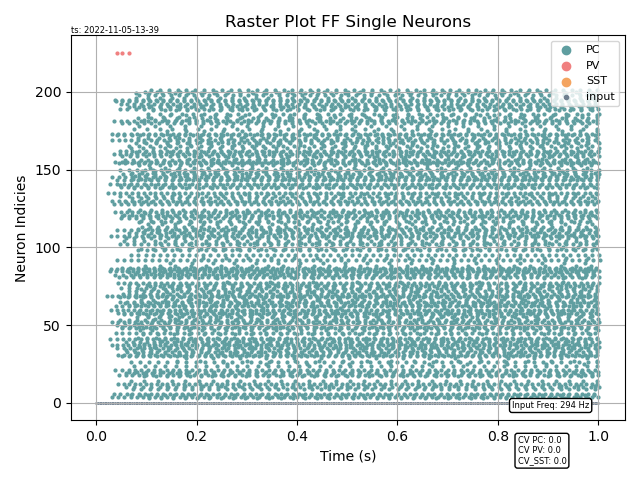 Raster Plot FF Single Neurons
ts: 2022-11-05-13-39
PC
PV
SST
input
Neuron Indicies
200
150
100
50
0
Input Freq: 294 Hz
0.0 0.2 0.4 0.6 0.8 1.0
Time (s)
CV PC: 0.0
CV PV: 0.0
CV_SST: 0.0